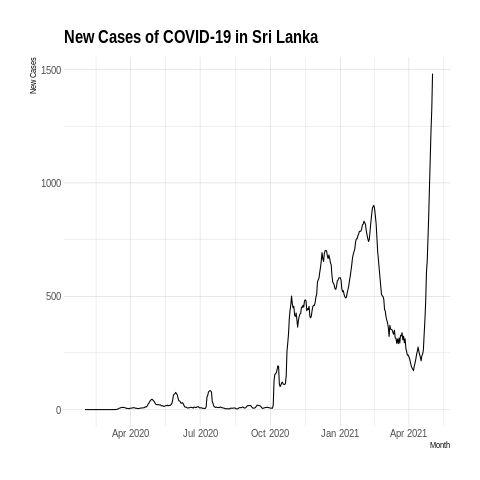 New Cases of COVID-19 in Sri Lanka
New Cases
1500
1000
500
0
Apr 2020 Jul 2020 Oct 2020 Jan 2021 Apr 2021
Month